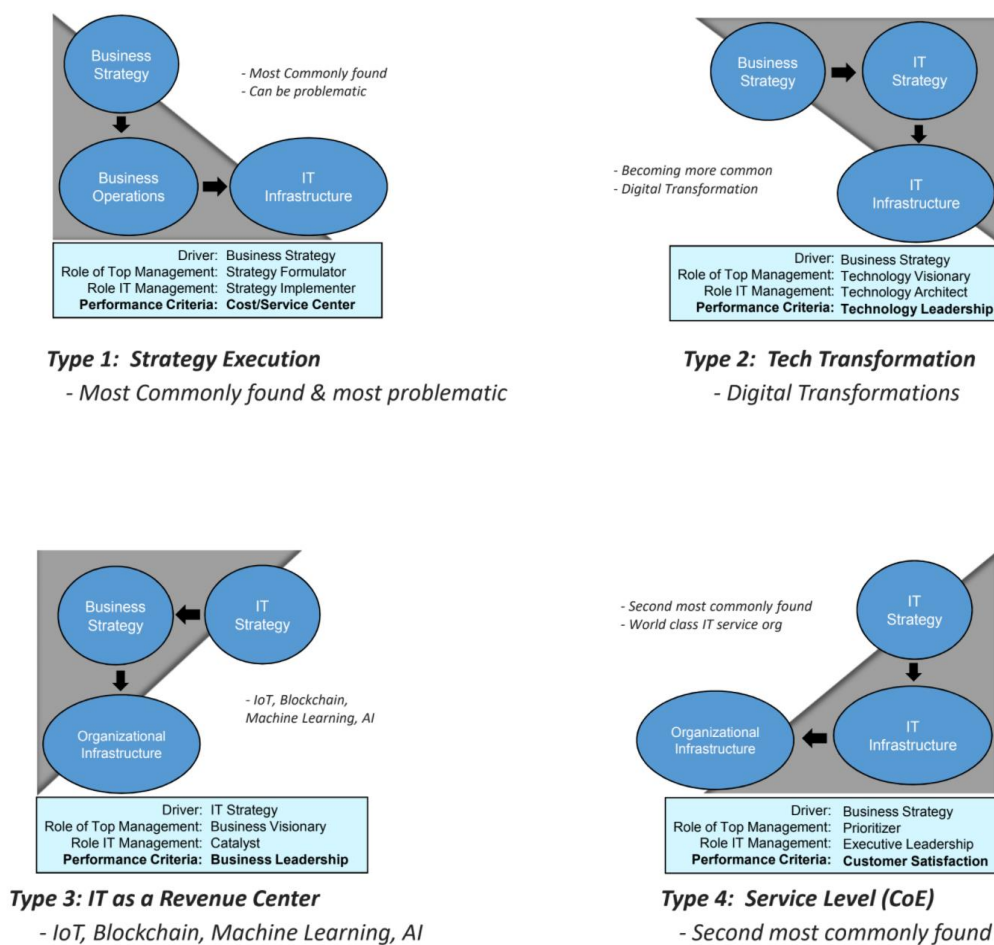 Business
Strategy
- Most Commonly found
- Can be problematic
Business
Operations
IT
Infrastructure
Driver: Business Strategy
Role of Top Management: Strategy Formulator
Role IT Management: Strategy Implementer
Performance Criteria: Cost/Service Center
Type 1: Strategy Execution
- Most Commonly found & most problematic
Business
Strategy
IT
Strategy
- Becoming more common
- Digital Transformation
IT
Infrastructure
Driver: Business Strategy
Role of Top Management: Technology Visionary
Role IT Management: Technology Architect
Performance Criteria: Technology Leadership
Type 2: Tech Transformation
- Digital Transformations
Business
Strategy
IT
Strategy
- IoT, Blockchain,
Machine Learning, AI
Organizational
Infrastructure
Driver: IT Strategy
Role of Top Management: Business Visionary
Role IT Management: Catalyst
Performance Criteria: Business Leadership
Type 3: IT as a Revenue Center
- IoT, Blockchain, Machine Learning, AI
- Second most commonly found
- World class IT service org
IT
Strategy
Organizational
Infrastructure
IT
Infrastructure
Driver: Business Strategy
Role of Top Management: Prioritizer
Role IT Management: Executive Leadership
Performance Criteria: Customer Satisfaction
Type 4: Service Level (CoE)
- Second most commonly found